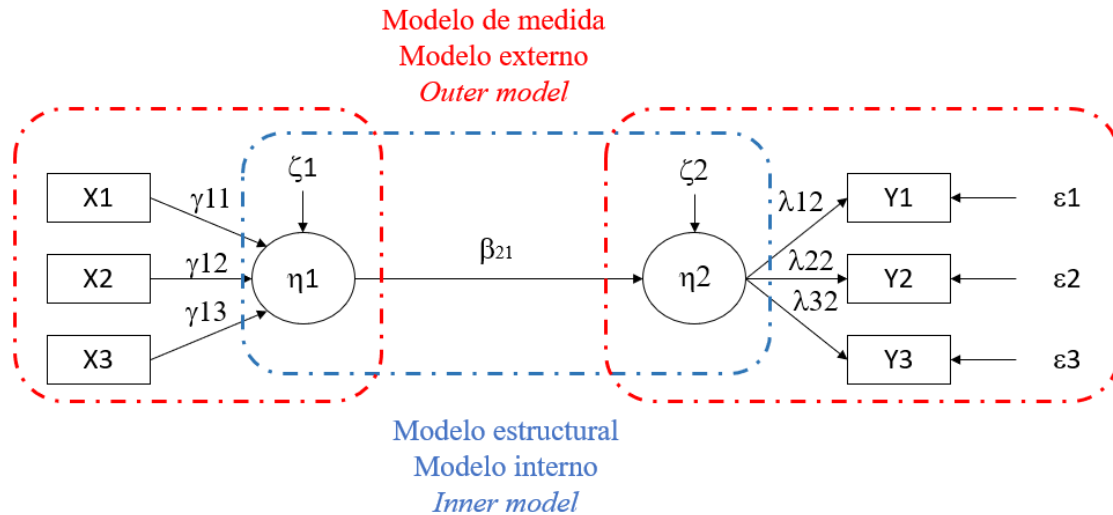 Modelo de medida
Modelo externo
Outer model
X1
X2
X3
γ11
γ12
γ13
ζ1
η1
β21
ζ2
η2
λ12
λ22
λ32
Y1
Y2
Y3
ε1
ε2
ε3
Modelo estructural
Modelo interno
Inner model